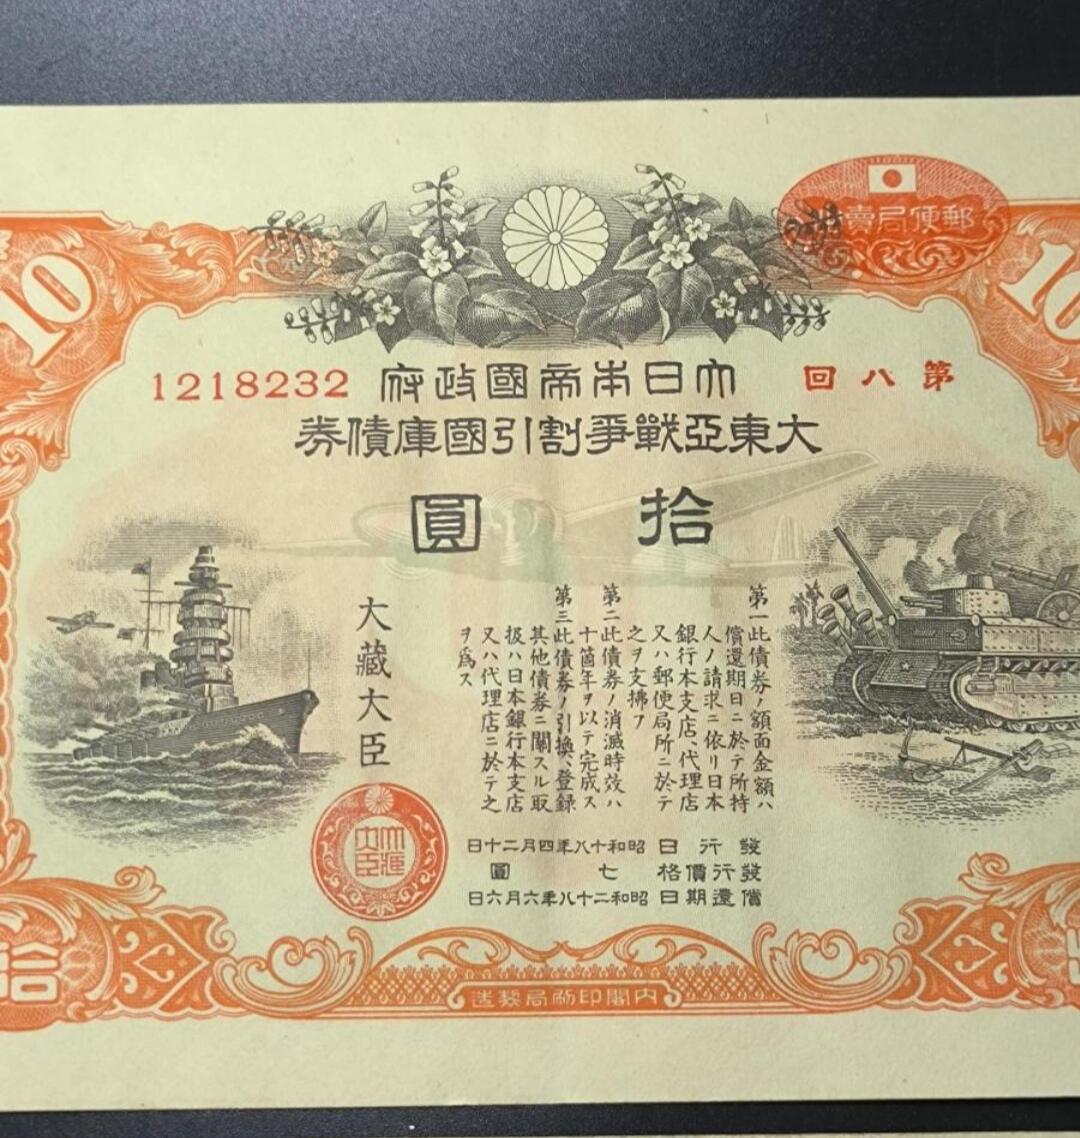 郵便局賣
10
10
第八回
大日本帝國政府
1218232
大東亞戰爭割引國庫債券
拾圓
第一 此債券ノ額面金額ハ
償還期日ニ於テ所持
人ノ請求ニ依リ日本
銀行本支店、代理店
又ハ郵便局所ニ於テ
之ヲ支拂フ
第二 此債券ノ消滅時效ハ
十箇年ヲ以テ完成ス
第三 此債券ノ引換、登錄
其他債券ニ關スル取
扱ハ日本銀行本支店
又ハ代理店ニ於テ之
ヲ爲ス
大藏大臣
大藏大臣
發行日 昭和十八年四月二十日
發行價格 七圓
償還期日 昭和二十八年六月六日
拾
內閣印刷局製造